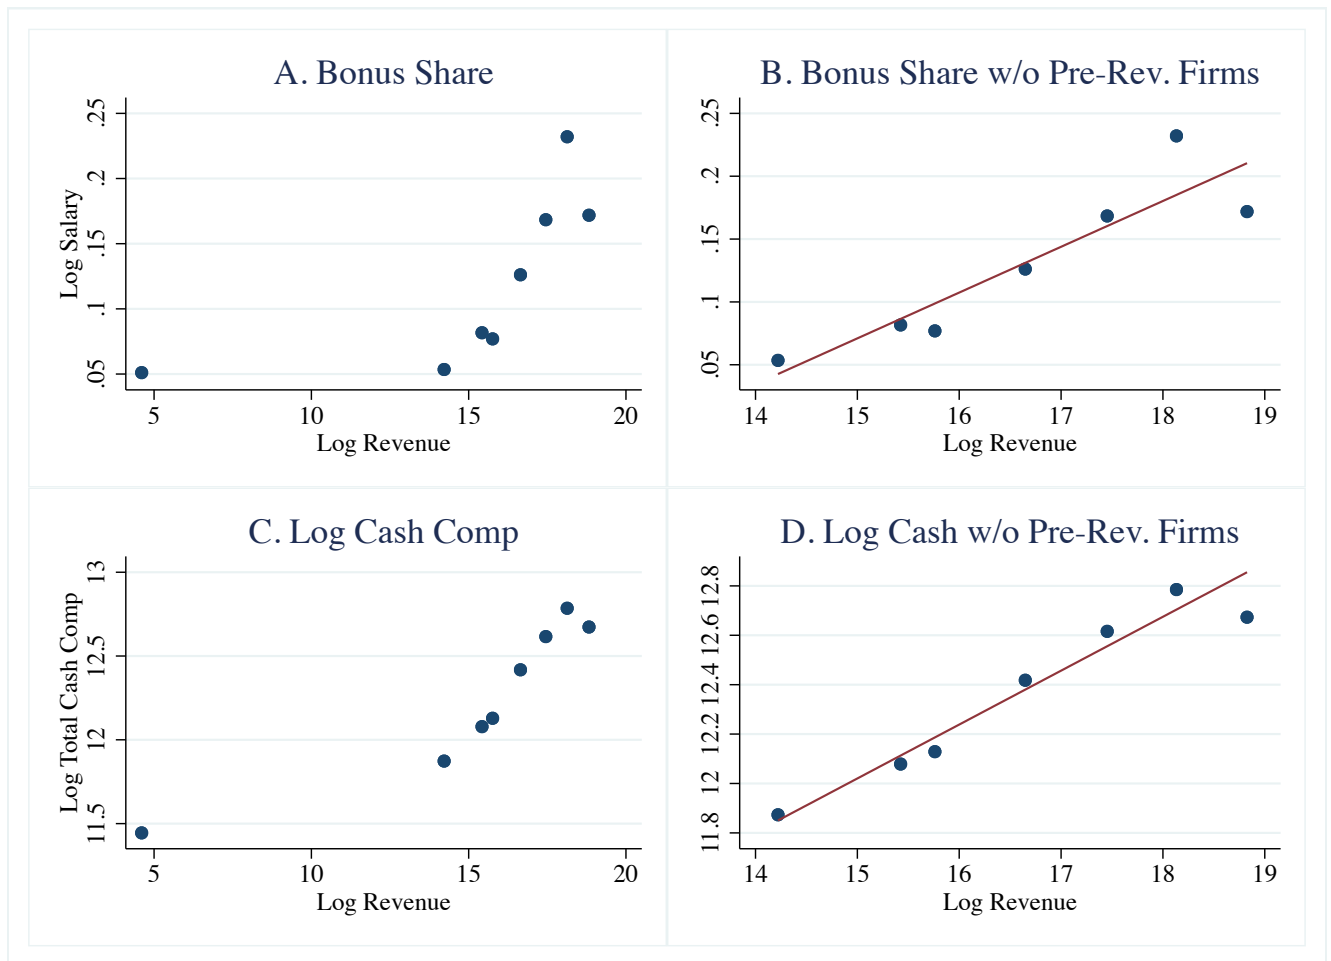 A. Bonus Share
Log Salary
.25
.2
.15
.1
.05
5 10 15 20
Log Revenue
B. Bonus Share w/o Pre-Rev. Firms
.25
.2
.15
.1
.05
14 15 16 17 18 19
Log Revenue
C. Log Cash Comp
Log Total Cash Comp
13
12.5
12
11.5
5 10 15 20
Log Revenue
D. Log Cash w/o Pre-Rev. Firms
12.8
12.6
12.4
12.2
12
11.8
14 15 16 17 18 19
Log Revenue